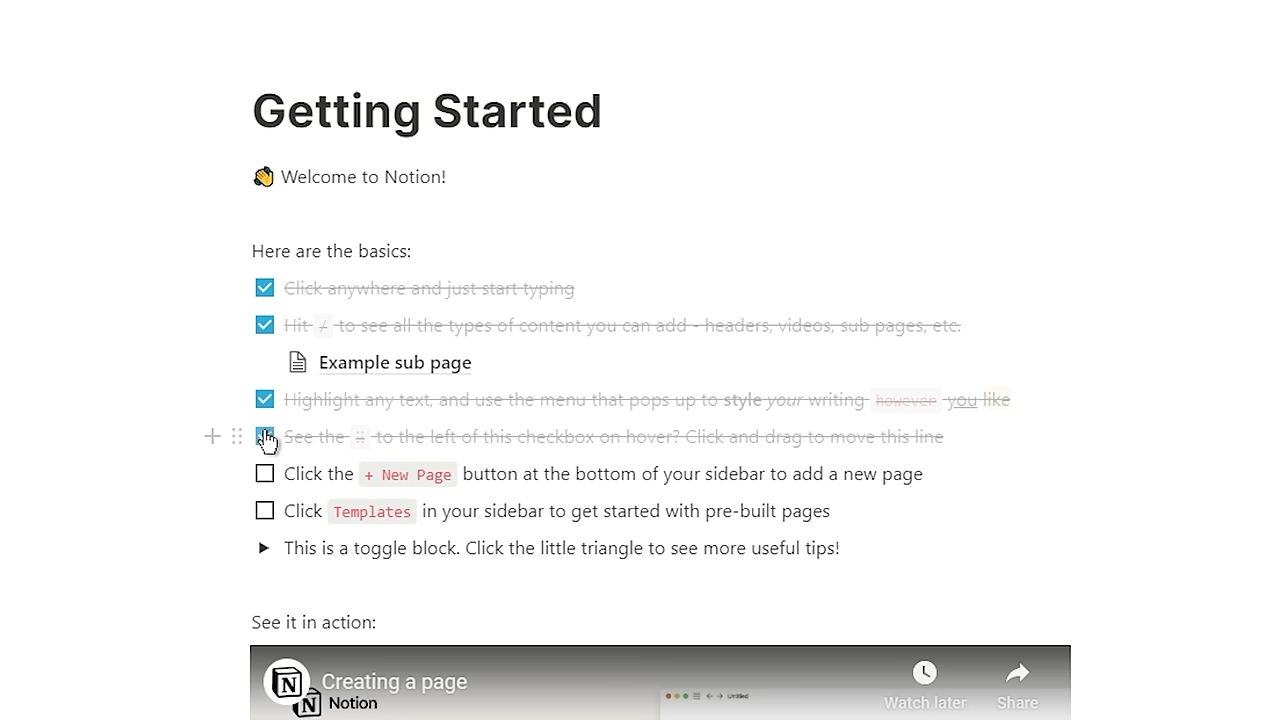 Getting Started
👋 Welcome to Notion!
Here are the basics:
Click anywhere and just start typing
Hit / to see all the types of content you can add - headers, videos, sub pages, etc.
Example sub page
Highlight any text, and use the menu that pops up to style your writing however you like
See the ⠿ to the left of this checkbox on hover? Click and drag to move this line
Click the + New Page button at the bottom of your sidebar to add a new page
Click Templates in your sidebar to get started with pre-built pages
This is a toggle block. Click the little triangle to see more useful tips!
See it in action:
N Creating a page
Watch later Share
N Notion
Untitled